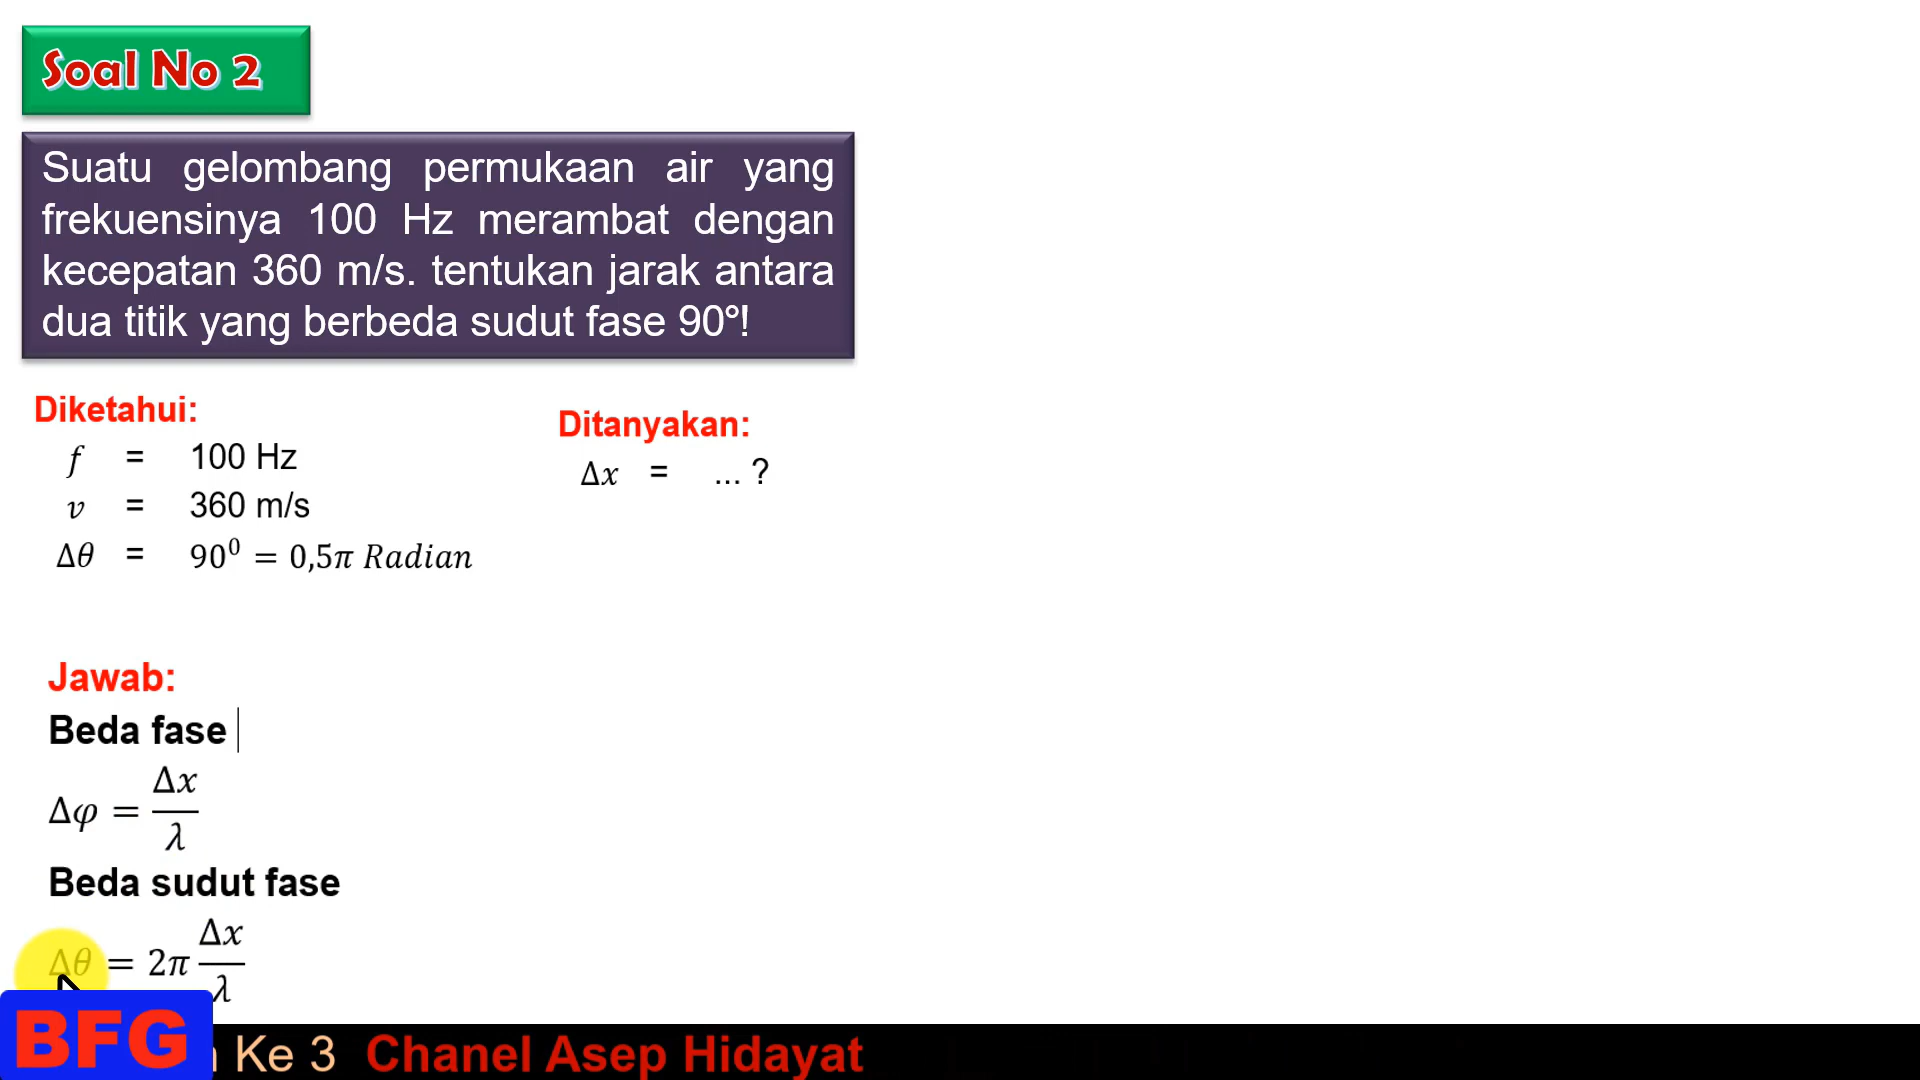 Soal No 2
Suatu gelombang permukaan air yang
frekuensinya 100 Hz merambat dengan
kecepatan 360 m/s. tentukan jarak antara
dua titik yang berbeda sudut fase 90°!
Diketahui:
f = 100 Hz
v = 360 m/s
Δθ = 90⁰ = 0,5π Radian
Ditanyakan:
Δx = ... ?
Jawab:
Beda fase
Δφ = Δx/λ
Beda sudut fase
Δθ = 2π Δx/λ
BFG
Ke 3 Chanel Asep Hidayat